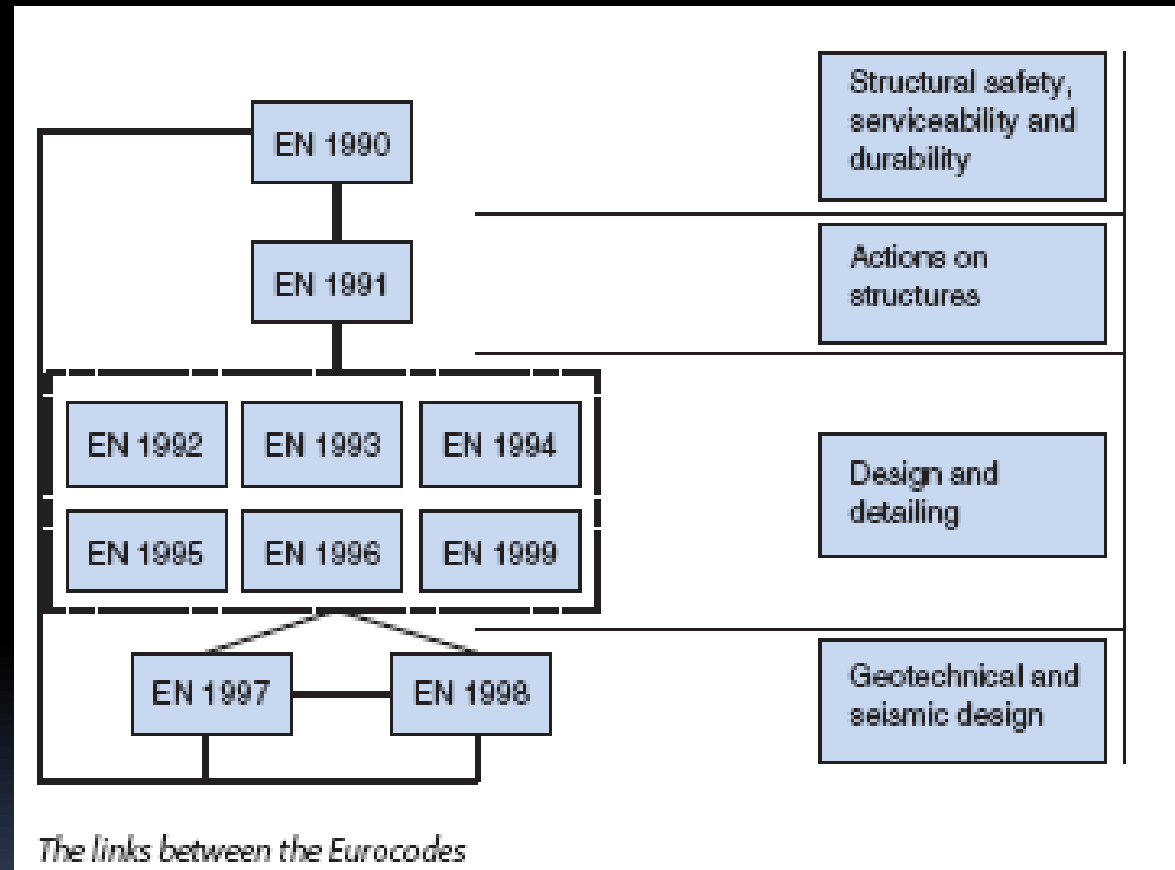 EN 1990
Structural safety,
serviceability and
durability
EN 1991
Actions on
structures
EN 1992
EN 1993
EN 1994
EN 1995
EN 1996
EN 1999
Design and
detailing
EN 1997
EN 1998
Geotechnical and
seismic design
The links between the Eurocodes